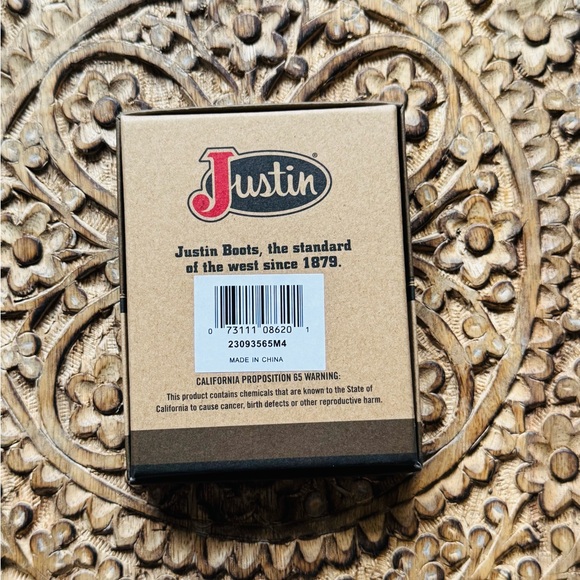 Justin®
Justin Boots, the standard
of the west since 1879.
0 73111 08620 1
23093565M4
MADE IN CHINA
CALIFORNIA PROPOSITION 65 WARNING:
This product contains chemicals that are known to the State of
California to cause cancer, birth defects or other reproductive harm.